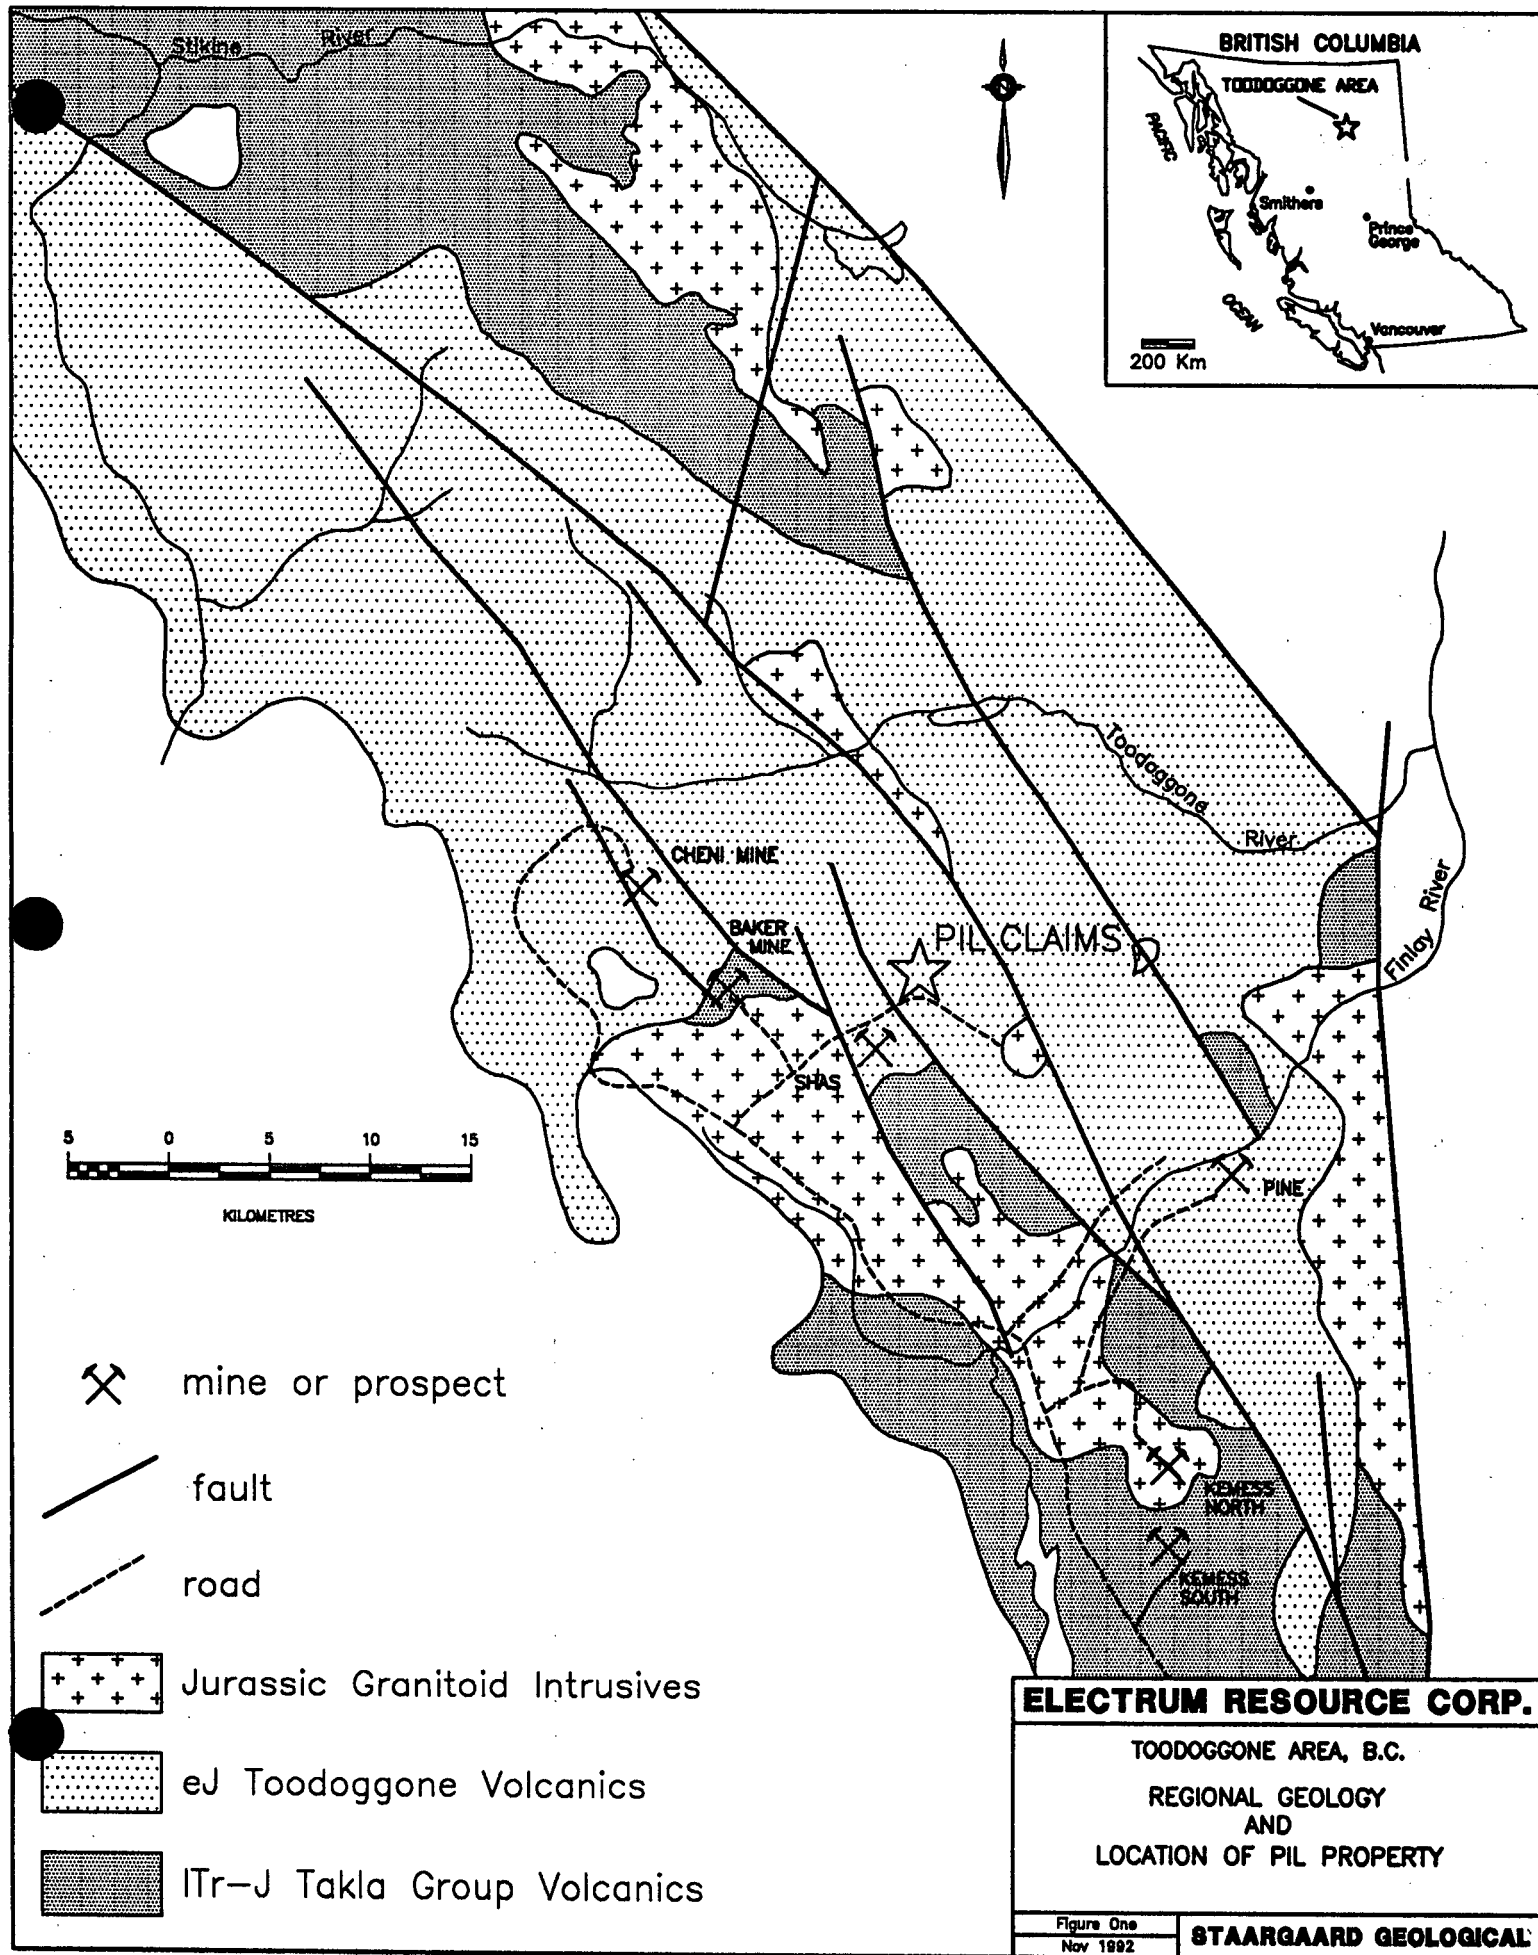 Stikine River
BRITISH COLUMBIA
TOODOGGONE AREA
PACIFIC
Smithers
Prince
George
OCEAN
Vancouver
200 Km
Toodaggone
River
Finlay River
CHENI MINE
BAKER
MINE
PIL CLAIMS
SHAS
PINE
5 0 5 10 15
KILOMETRES
KEMESS
NORTH
KEMESS
SOUTH
mine or prospect
fault
road
Jurassic Granitoid Intrusives
eJ Toodoggone Volcanics
lTr-J Takla Group Volcanics
ELECTRUM RESOURCE CORP.
TOODOGGONE AREA, B.C.
REGIONAL GEOLOGY
AND
LOCATION OF PIL PROPERTY
Figure One
Nov 1992
STAARGAARD GEOLOGICAL